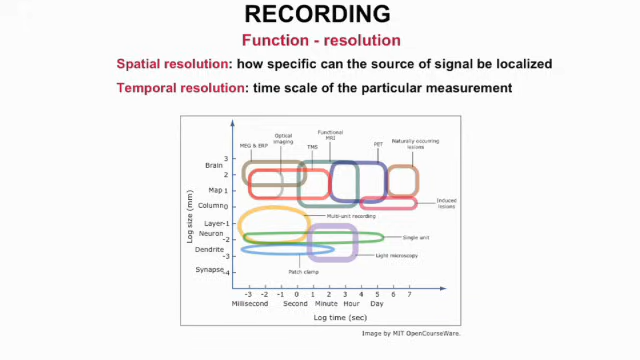 RECORDING
Function - resolution
Spatial resolution: how specific can the source of signal be localized
Temporal resolution: time scale of the particular measurement
Functional
MRI
Optical
imaging
MEG & ERP
TMS
PET
Naturally occurring
lesions
Log size (mm)
Brain
3
2
Map 1
Column 0
Layer -1
Neuron -2
Dendrite -3
Synapse -4
Induced
lesions
Multi-unit recording
Single unit
Light microscopy
Patch clamp
-3 -2 -1 0 1 2 3 4 5 6 7
Millisecond Second Minute Hour Day
Log time (sec)
Image by MIT OpenCourseWare.